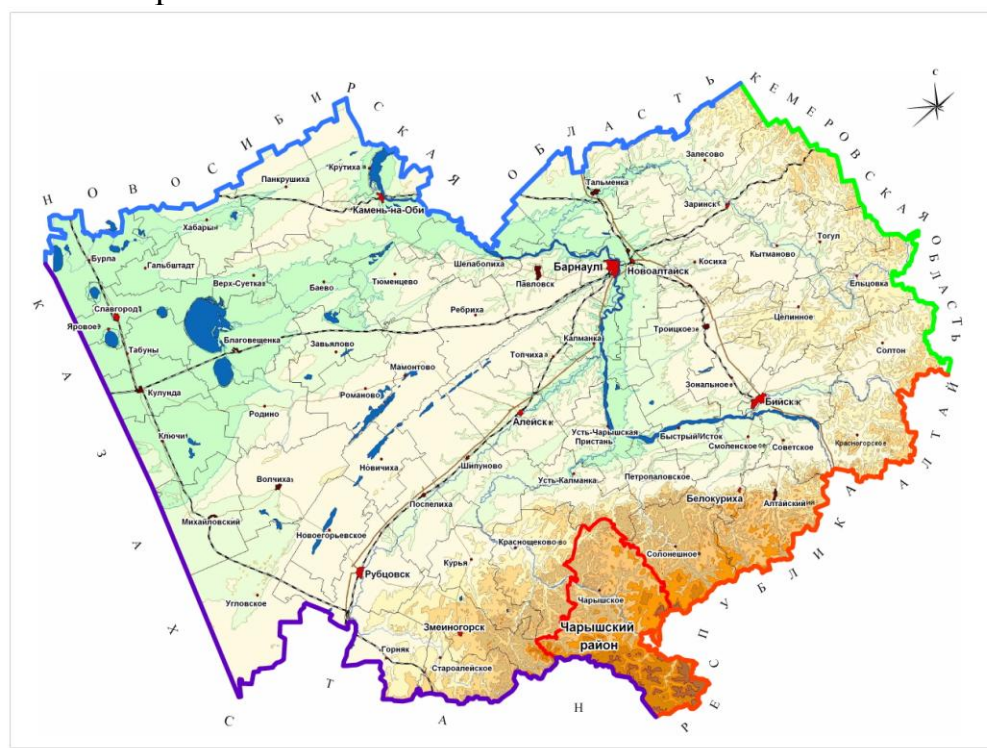 с
НОВОСИБИРСКАЯ ОБЛАСТЬ
КЕМЕРОВСКАЯ ОБЛАСТЬ
Залесово
Крутиха
Панкрушиха
Тальменка
Заринск
Камень-на-Оби
Хабары
Тогул
Кытманово
Бурла
Гальбштадт
Шелаболиха
Барнаул
Новоалтайск
Косиха
Верх-Суетка
Баево
Тюменцево
Павловск
Ельцовка
Славгород
Ребриха
Целинное
Яровое
Троицкое
Табуны
Благовещенка
Завьялово
Калманка
Топчиха
Солтон
Мамонтово
Зональное
Кулунда
Романово
Бийск
Родино
Алейск
Ключи
Усть-Чарышская
Пристань
Быстрый Исток
Смоленское
Советское
Красногорское
Новичиха
Шипуново
Волчиха
Усть-Калманка
Петропаловское
Белокуриха
Алтайский
Поспелиха
Михайловский
Новоегорьевское
Краснощеково
Солонешное
Курья
Рубцовск
Чарышское
Угловское
Змеиногорск
Чарышский
район
Горняк
Староалейское
КАЗАХСТАН
РЕСПУБЛИКА АЛТАЙ